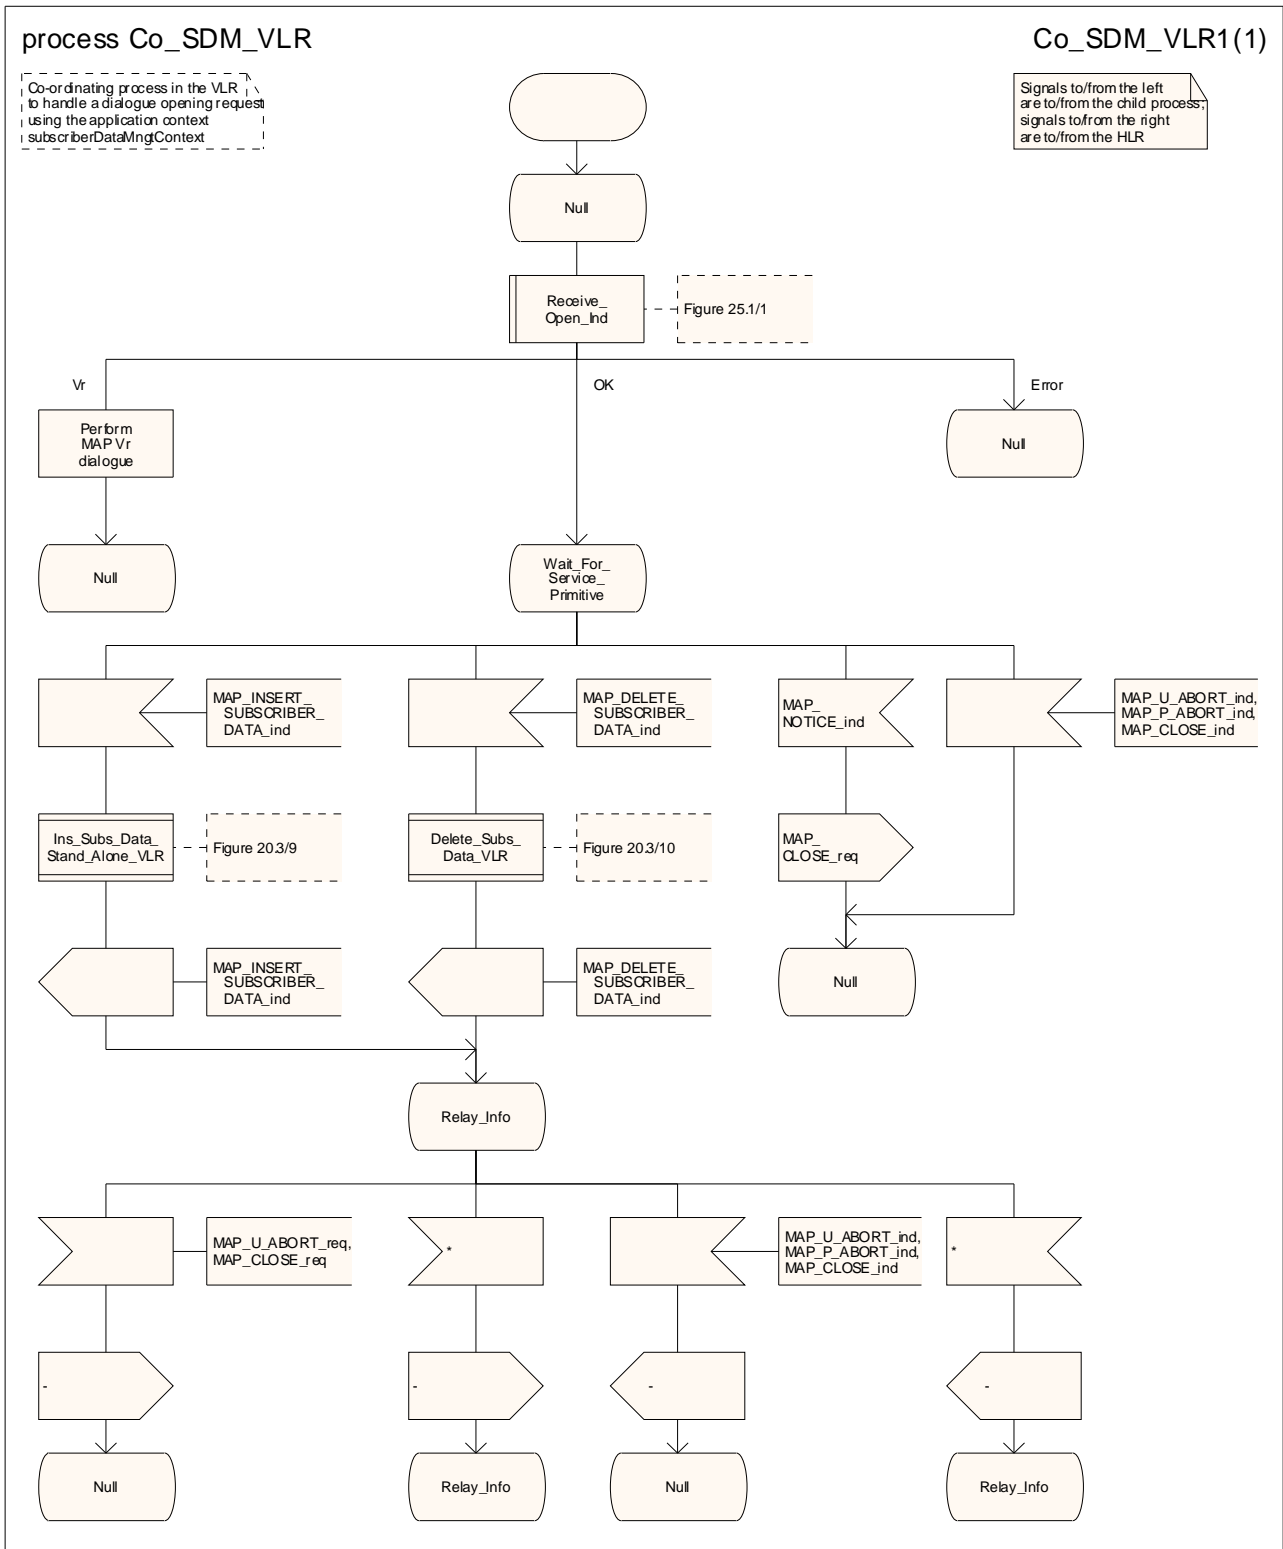 process Co_SDM_VLR
Co_SDM_VLR1(1)
Co-ordinating process in the VLR
to handle a dialogue opening request
using the application context
subscriberDataMngtContext
Signals to/from the left
are to/from the child process;
signals to/from the right
are to/from the HLR
Null
Receive_
Open_Ind
Figure 25.1/1
Vr
OK
Error
Perform
MAP Vr
dialogue
Null
Null
Wait_For_
Service_
Primitive
MAP_INSERT_
SUBSCRIBER_
DATA_ind
MAP_DELETE_
SUBSCRIBER_
DATA_ind
MAP_
NOTICE_ind
MAP_U_ABORT_ind,
MAP_P_ABORT_ind,
MAP_CLOSE_ind
Ins_Subs_Data_
Stand_Alone_VLR
Figure 20.3/9
Delete_Subs_
Data_VLR
Figure 20.3/10
MAP_
CLOSE_req
MAP_INSERT_
SUBSCRIBER_
DATA_ind
MAP_DELETE_
SUBSCRIBER_
DATA_ind
Null
Relay_Info
MAP_U_ABORT_req,
MAP_CLOSE_req
*
MAP_U_ABORT_ind,
MAP_P_ABORT_ind,
MAP_CLOSE_ind
*
-
-
-
-
Null
Relay_Info
Null
Relay_Info